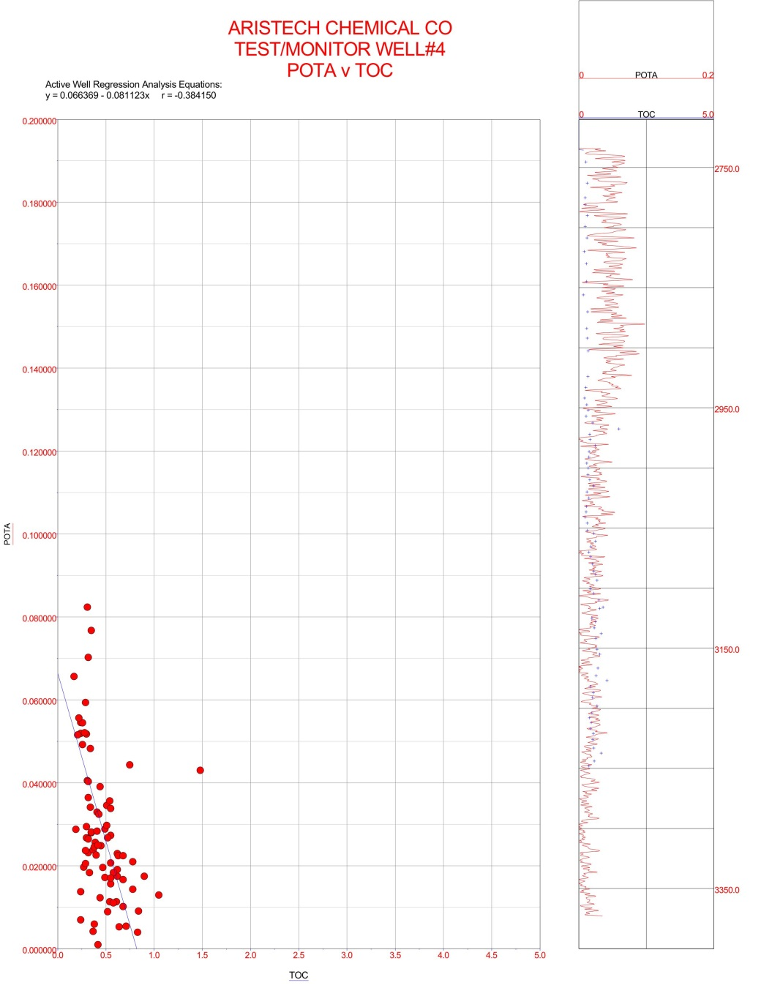 ARISTECH CHEMICAL CO
TEST/MONITOR WELL#4
POTA v TOC
Active Well Regression Analysis Equations:
y = 0.066369 - 0.081123x r = -0.384150
0.200000
0.180000
0.160000
0.140000
0.120000
0.100000
0.080000
0.060000
0.040000
0.020000
0.000000
POTA
0.0 0.5 1.0 1.5 2.0 2.5 3.0 3.5 4.0 4.5 5.0
TOC
0 POTA 0.2
0 TOC 5.0
2750.0
2950.0
3150.0
3350.0